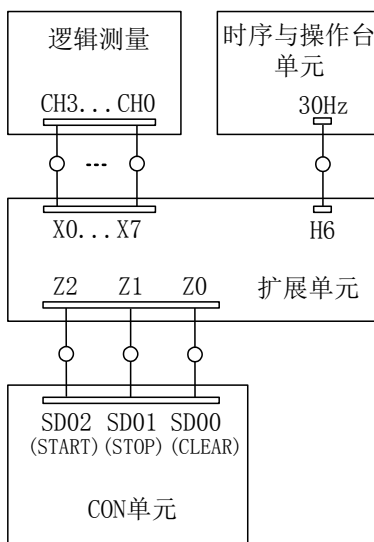 逻辑测量
时序与操作台
单元
CH3...CH0
30Hz
X0...X7
H6
Z2 Z1 Z0
扩展单元
SD02 SD01 SD00
(START) (STOP) (CLEAR)
CON单元